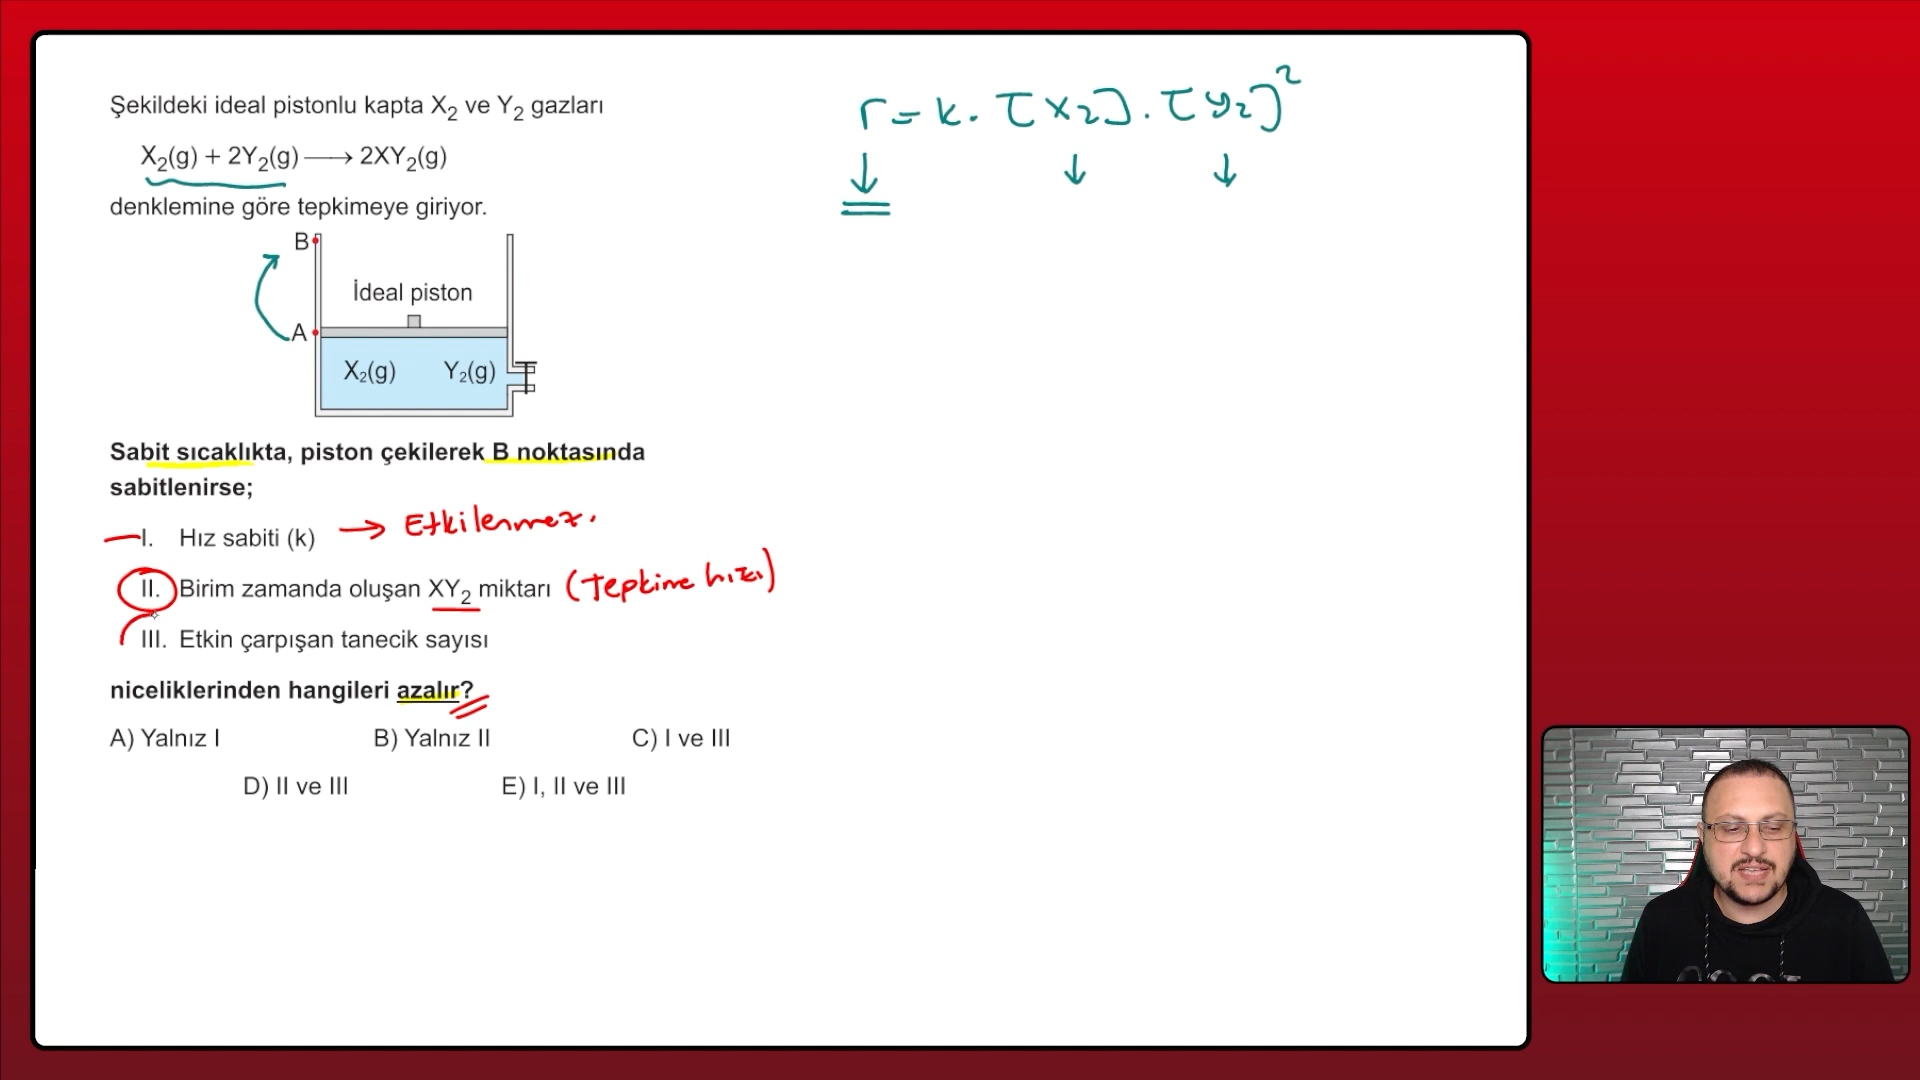 Şekildeki ideal pistonlu kapta X₂ ve Y₂ gazları
X₂(g) + 2Y₂(g) ⟶ 2XY₂(g)
denklemine göre tepkimeye giriyor.
B
İdeal piston
A
X₂(g) Y₂(g)
Sabit sıcaklıkta, piston çekilerek B noktasında
sabitlenirse;
I. Hız sabiti (k) → Etkilenmez.
II. Birim zamanda oluşan XY₂ miktarı (Tepkime hızı)
III. Etkin çarpışan tanecik sayısı
niceliklerinden hangileri azalır?
A) Yalnız I B) Yalnız II C) I ve III
D) II ve III E) I, II ve III
r = k. [X₂]. [Y₂]²
↓ ↓ ↓